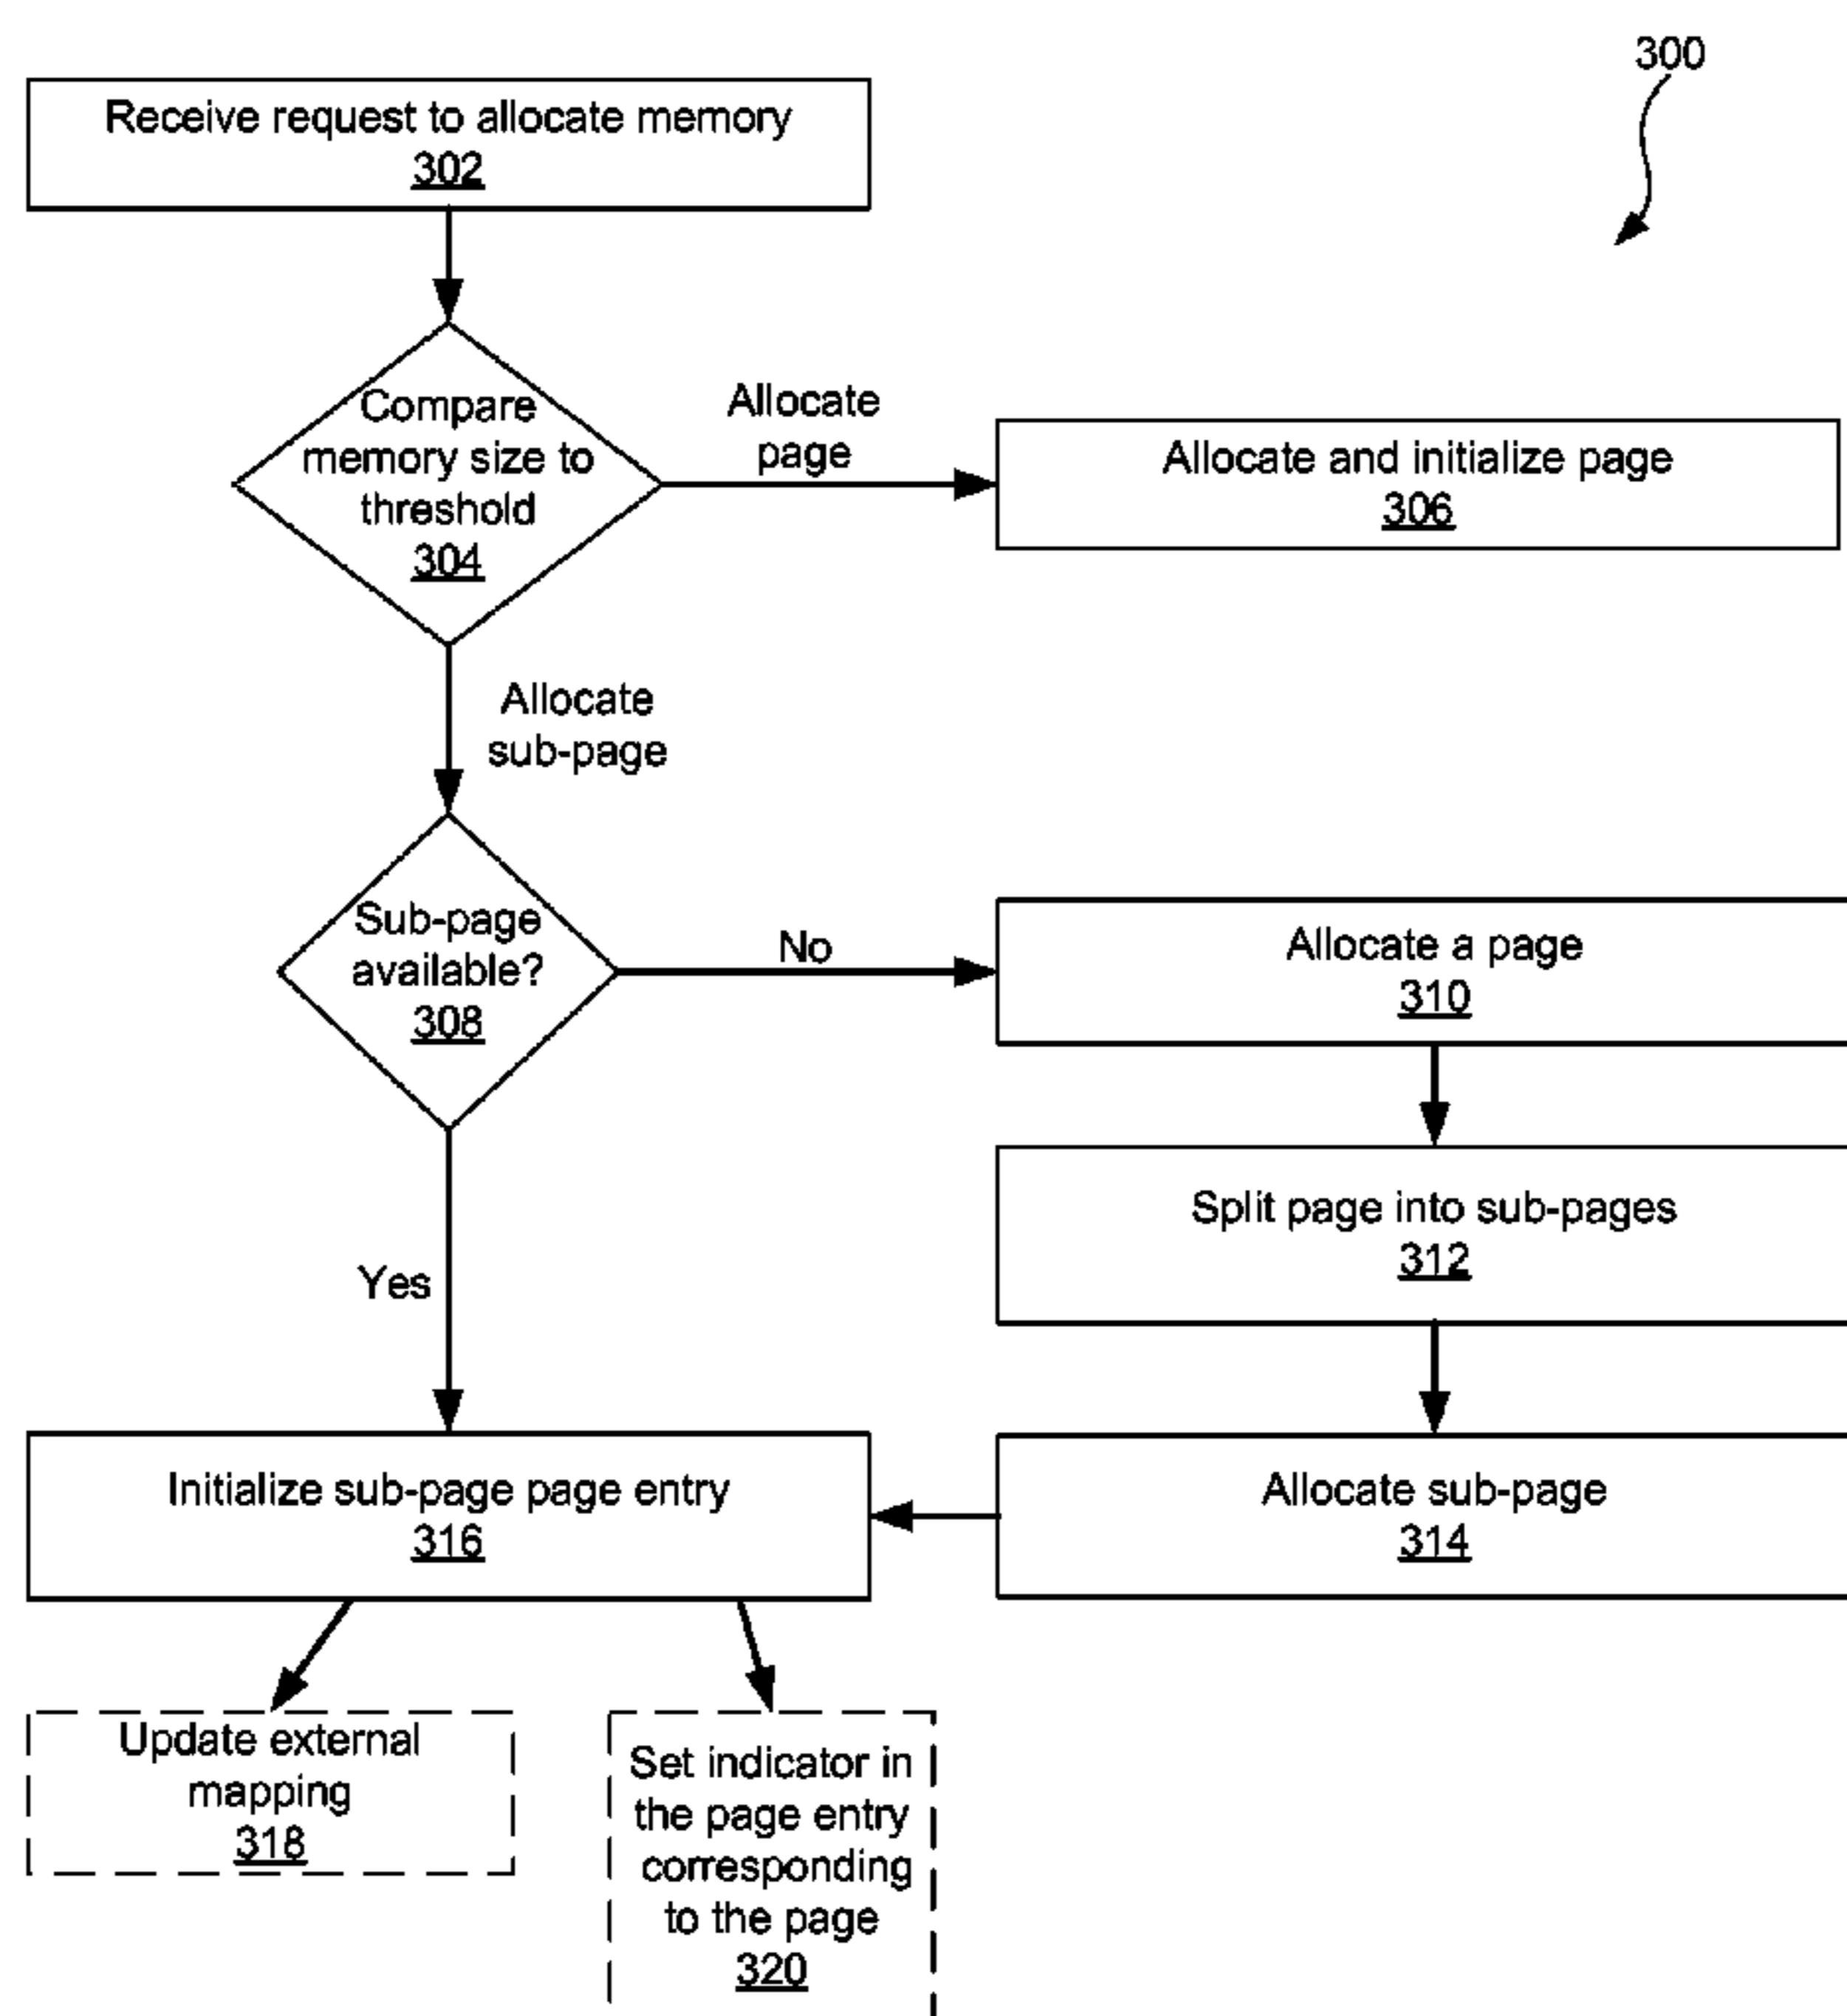 300
Receive request to allocate memory
302
Compare
memory size to
threshold
304
Allocate
page
Allocate and initialize page
306
Allocate
sub-page
Sub-page
available?
308
No
Allocate a page
310
Split page into sub-pages
312
Yes
Initialize sub-page page entry
316
Allocate sub-page
314
Update external
mapping
318
Set indicator in
the page entry
corresponding
to the page
320